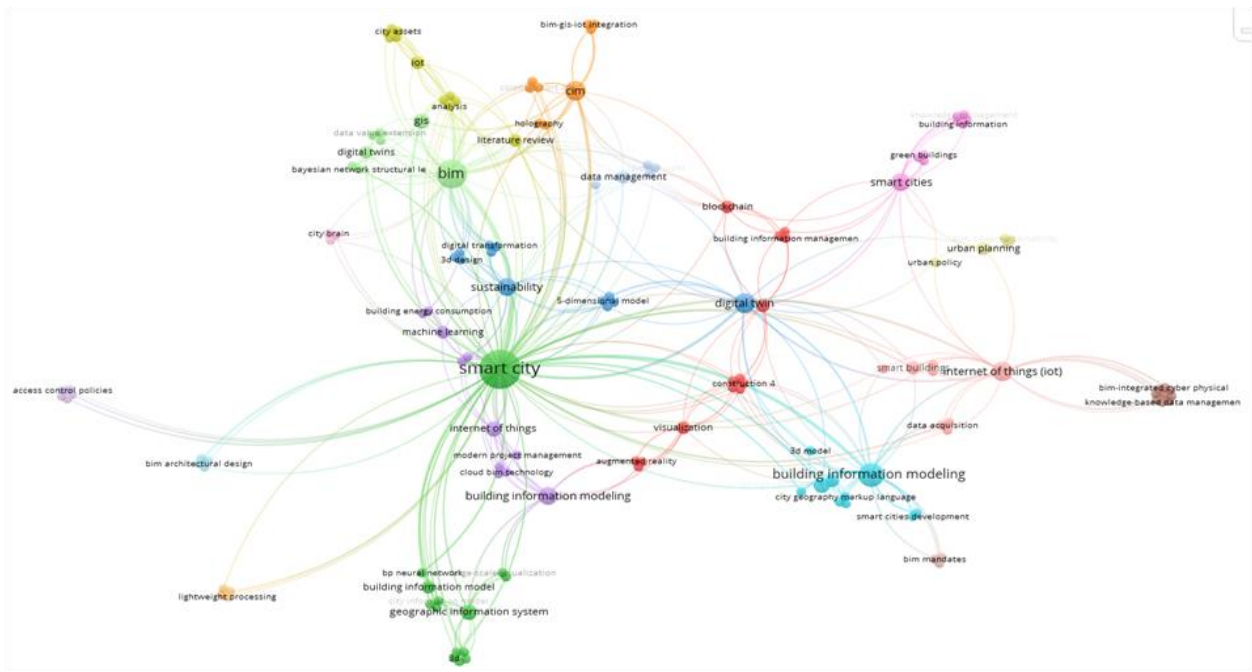 city assets
bim-gis-iot integration
iot
cim
analysis
holography
gis
literature review
data value extension
digital twins
bayesian network structural le
bim
data management
building information
green buildings
smart cities
blockchain
building information managemen
city brain
digital transformation
3d design
urban planning
urban policy
sustainability
5-dimensional model
digital twin
building energy consumption
machine learning
smart city
smart buildings
internet of things (iot)
access control policies
construction 4
bim-integrated cyber physical
knowledge-based data managemen
internet of things
visualization
data acquisition
modern project management
cloud bim technology
augmented reality
3d model
bim architectural design
building information modeling
building information modeling
city geography markup language
smart cities development
bim mandates
bp neural network
building information model
lightweight processing
geographic information system
3d